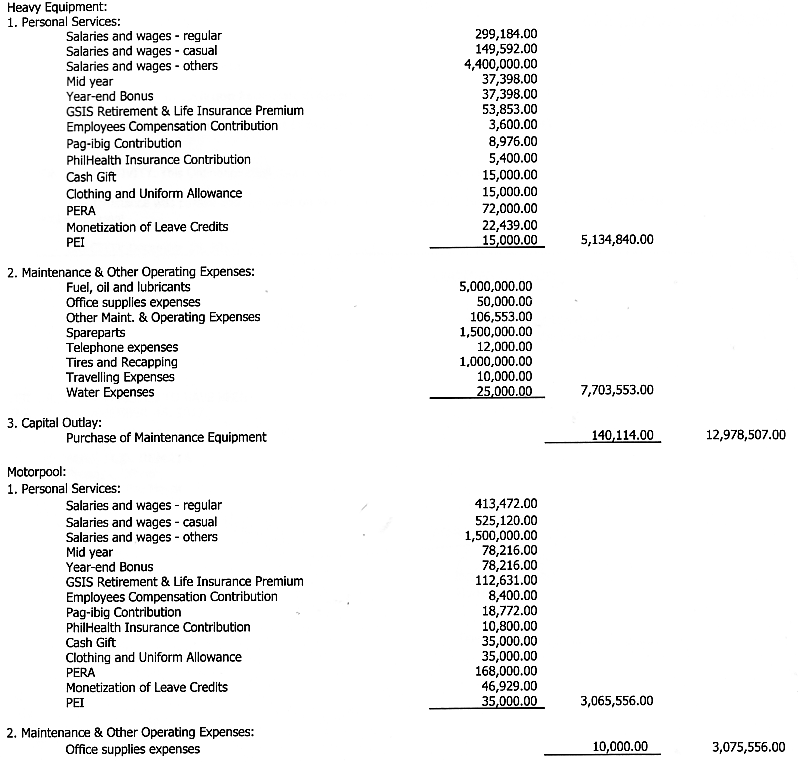 Heavy Equipment:
1. Personal Services:
Salaries and wages - regular 299,184.00
Salaries and wages - casual 149,592.00
Salaries and wages - others 4,400,000.00
Mid year 37,398.00
Year-end Bonus 37,398.00
GSIS Retirement & Life Insurance Premium 53,853.00
Employees Compensation Contribution 3,600.00
Pag-ibig Contribution 8,976.00
PhilHealth Insurance Contribution 5,400.00
Cash Gift 15,000.00
Clothing and Uniform Allowance 15,000.00
PERA 72,000.00
Monetization of Leave Credits 22,439.00
PEI 15,000.00 5,134,840.00
2. Maintenance & Other Operating Expenses:
Fuel, oil and lubricants 5,000,000.00
Office supplies expenses 50,000.00
Other Maint. & Operating Expenses 106,553.00
Spareparts 1,500,000.00
Telephone expenses 12,000.00
Tires and Recapping 1,000,000.00
Travelling Expenses 10,000.00
Water Expenses 25,000.00 7,703,553.00
3. Capital Outlay:
Purchase of Maintenance Equipment 140,114.00 12,978,507.00
Motorpool:
1. Personal Services:
Salaries and wages - regular 413,472.00
Salaries and wages - casual 525,120.00
Salaries and wages - others 1,500,000.00
Mid year 78,216.00
Year-end Bonus 78,216.00
GSIS Retirement & Life Insurance Premium 112,631.00
Employees Compensation Contribution 8,400.00
Pag-ibig Contribution 18,772.00
PhilHealth Insurance Contribution 10,800.00
Cash Gift 35,000.00
Clothing and Uniform Allowance 35,000.00
PERA 168,000.00
Monetization of Leave Credits 46,929.00
PEI 35,000.00 3,065,556.00
2. Maintenance & Other Operating Expenses:
Office supplies expenses 10,000.00 3,075,556.00